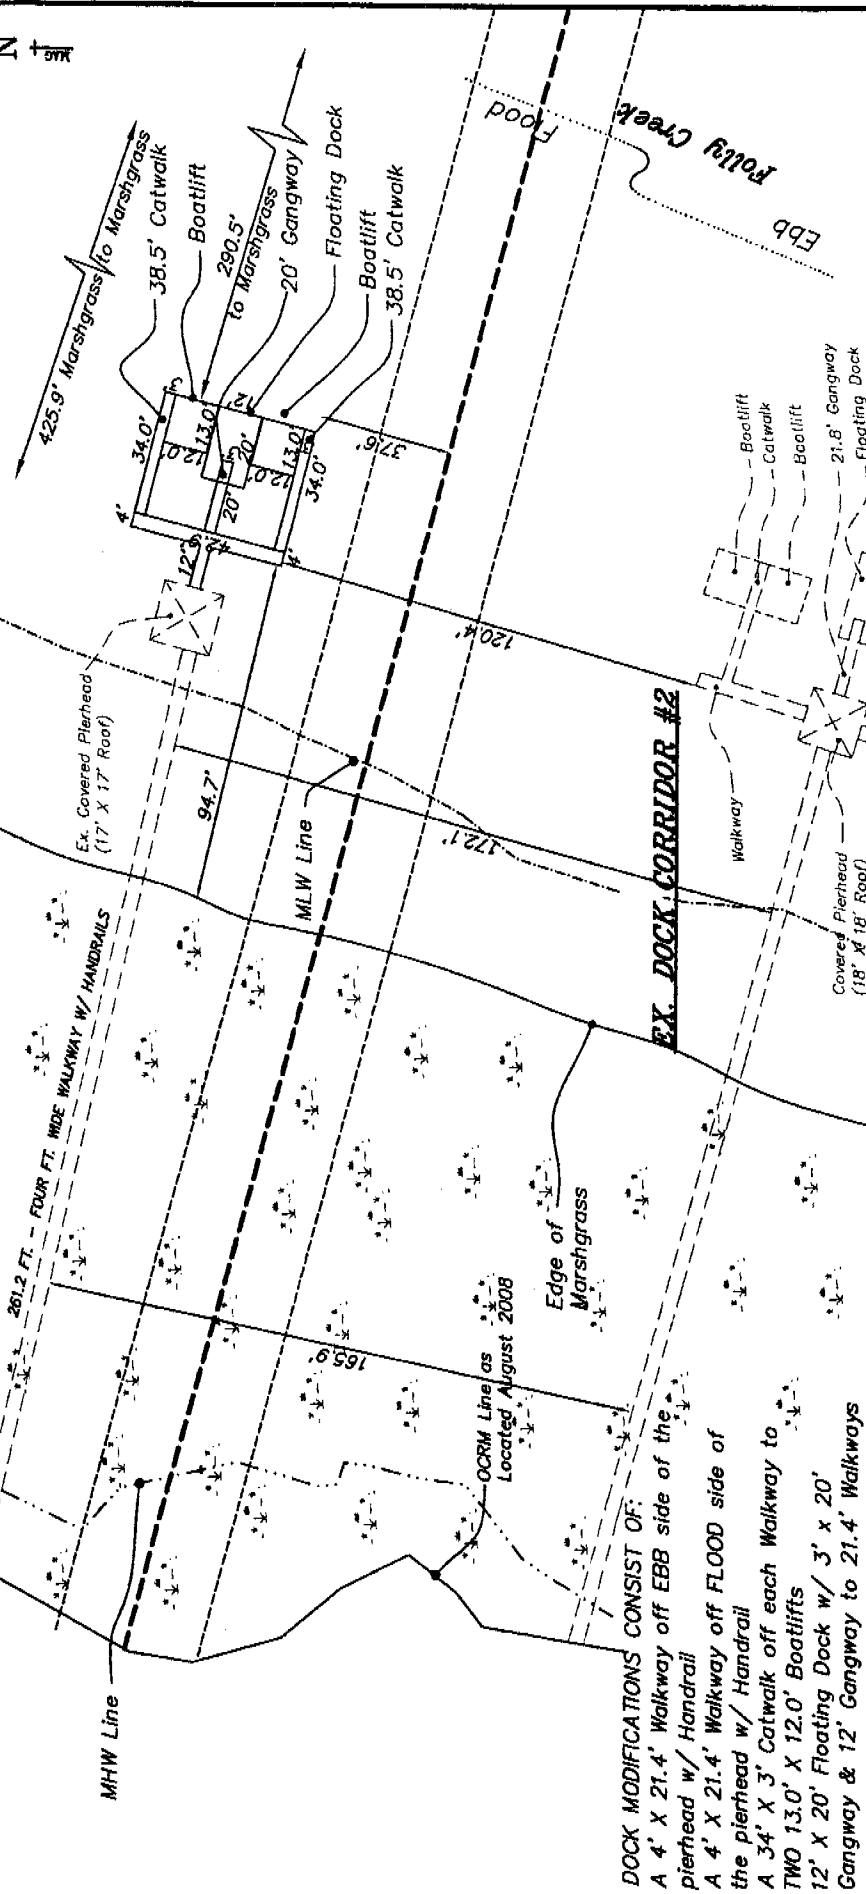 N
MAG
425.9' Marshgrass to Marshgrass
38.5' Catwalk
Boatlift
290.5'
to Marshgrass
20' Gangway
Floating Dock
Boatlift
38.5' Catwalk
Flood
Folly Creek
Ebb
34.0'
3'
13.0'
12.0'
12'
20'
3'
20'
12.0'
13.0'
34.0'
4'
4'
12'
37.6'
Ex. Covered Pierhead
(17' X 17' Roof)
94.7'
MLW Line
120.4'
172.1'
EX. DOCK CORRIDOR #2
Boatlift
Catwalk
Boatlift
21.8' Gangway
Floating Dock
Walkway
Covered Pierhead
(18' X 18' Roof)
261.2 FT. - FOUR FT. WIDE WALKWAY W/ HANDRAILS
Edge of
Marshgrass
165.9'
OCRM Line as
Located August 2008
MHW Line
DOCK MODIFICATIONS CONSIST OF:
A 4' X 21.4' Walkway off EBB side of the
pierhead w/ Handrail
A 4' X 21.4' Walkway off FLOOD side of
the pierhead w/ Handrail
A 34' X 3' Catwalk off each Walkway to
TWO 13.0' X 12.0' Boatlifts
12' X 20' Floating Dock w/ 3' x 20'
Gangway & 12' Gangway to 21.4' Walkways